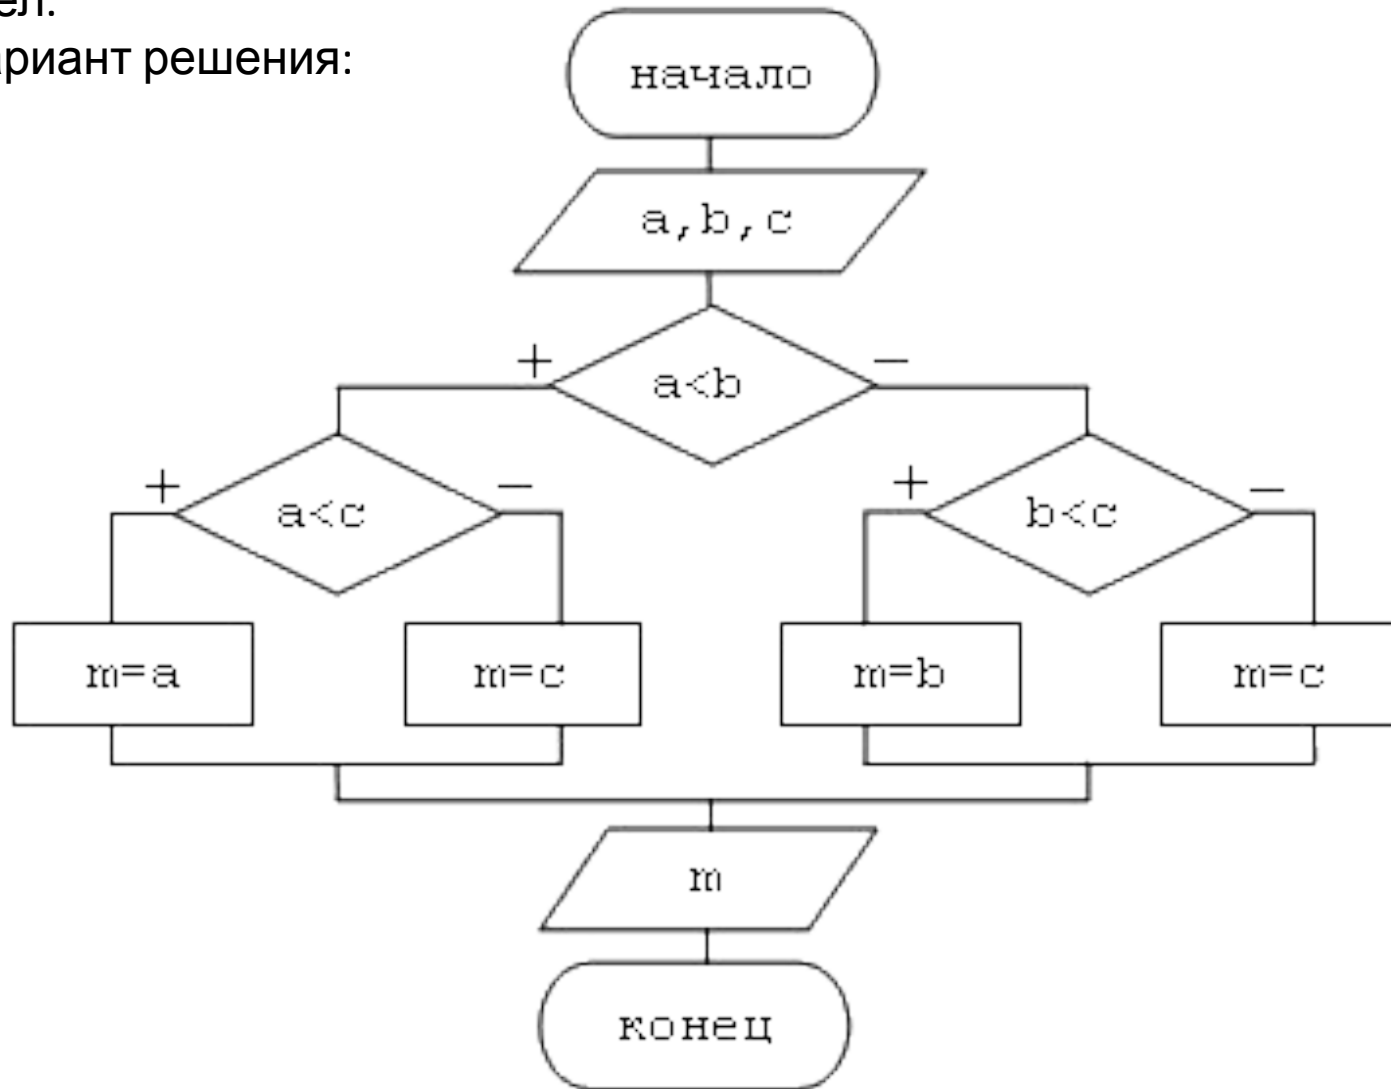 ел.
ариант решения:
начало
a,b,c
+ a<b −
+ a<c −
+ b<c −
m=a
m=c
m=b
m=c
m
конец